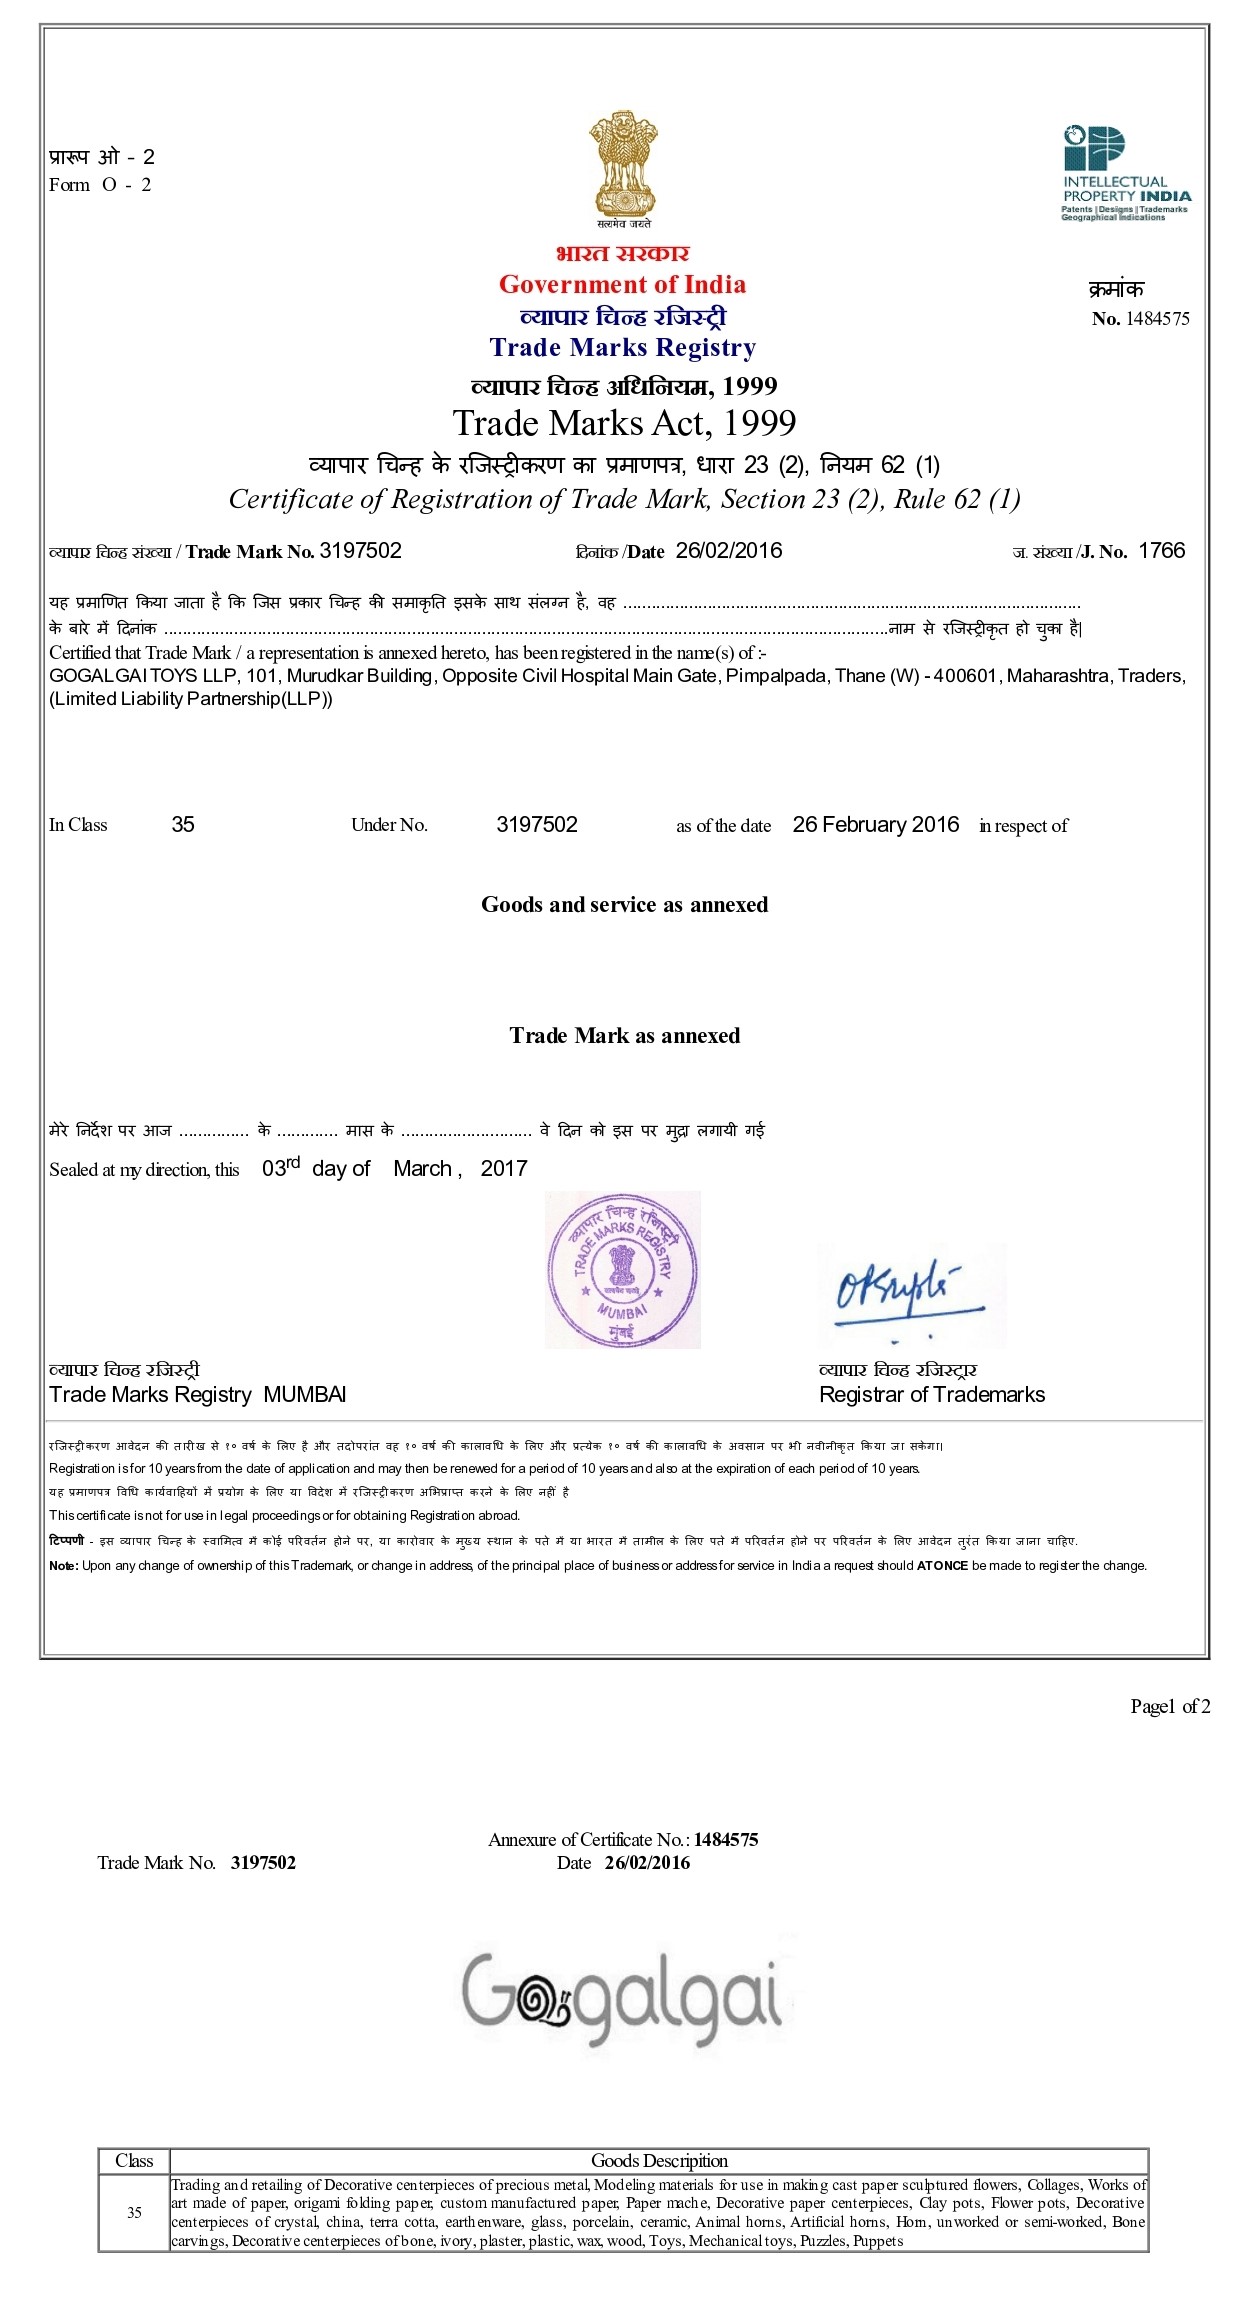 प्रारूप ओ - 2
Form O - 2
सत्यमेव जयते
INTELLECTUAL
PROPERTY INDIA
Patents | Designs | Trademarks
Geographical Indications
भारत सरकार
Government of India
व्यापार चिन्ह रजिस्ट्री
Trade Marks Registry
क्रमांक
No. 1484575
व्यापार चिन्ह अधिनियम, 1999
Trade Marks Act, 1999
व्यापार चिन्ह के रजिस्ट्रीकरण का प्रमाणपत्र, धारा 23 (2), नियम 62 (1)
Certificate of Registration of Trade Mark, Section 23 (2), Rule 62 (1)
व्यापार चिन्ह संख्या / Trade Mark No. 3197502 दिनांक /Date 26/02/2016 ज. संख्या /J. No. 1766
यह प्रमाणित किया जाता है कि जिस प्रकार चिन्ह की समाकृति इसके साथ संलग्न है, वह ..................................................................................................
के बारे में दिनांक ...........................................................................................................................................................नाम से रजिस्ट्रीकृत हो चुका है|
Certified that Trade Mark / a representation is annexed hereto, has been registered in the name(s) of :-
GOGALGAI TOYS LLP, 101, Murudkar Building, Opposite Civil Hospital Main Gate, Pimpalpada, Thane (W) - 400601, Maharashtra, Traders,
(Limited Liability Partnership(LLP))
In Class 35 Under No. 3197502 as of the date 26 February 2016 in respect of
Goods and service as annexed
Trade Mark as annexed
मेरे निर्देश पर आज ............... के ............. मास के ............................ वे दिन को इस पर मुद्रा लगायी गई
Sealed at my direction, this 03rd day of March , 2017
व्यापार चिन्ह रजिस्ट्री
TRADE MARKS REGISTRY
MUMBAI
मुंबई
व्यापार चिन्ह रजिस्ट्री
Trade Marks Registry MUMBAI
व्यापार चिन्ह रजिस्ट्रार
Registrar of Trademarks
रजिस्ट्रीकरण आवेदन की तारीख से १० वर्ष के लिए है और तदोपरांत वह १० वर्ष की कालावधि के लिए और प्रत्येक १० वर्ष की कालावधि के अवसान पर भी नवीनीकृत किया जा सकेगा।
Registration is for 10 years from the date of application and may then be renewed for a period of 10 years and also at the expiration of each period of 10 years.
यह प्रमाणपत्र विधि कार्यवाहियों में प्रयोग के लिए या विदेश में रजिस्ट्रीकरण अभिप्राप्त करने के लिए नहीं है
This certificate is not for use in legal proceedings or for obtaining Registration abroad.
टिप्पणी - इस व्यापार चिन्ह के स्वामित्व में कोई परिवर्तन होने पर, या कारोवार के मुख्य स्थान के पते में या भारत में तामील के लिए पते में परिवर्तन होने पर परिवर्तन के लिए आवेदन तुरंत किया जाना चाहिए.
Note: Upon any change of ownership of this Trademark, or change in address, of the principal place of business or address for service in India a request should ATONCE be made to register the change.
Page1 of 2
Annexure of Certificate No.: 1484575
Trade Mark No. 3197502 Date 26/02/2016
Gogalgai
Class Goods Descripition
35 Trading and retailing of Decorative centerpieces of precious metal, Modeling materials for use in making cast paper sculptured flowers, Collages, Works of
art made of paper, origami folding paper, custom manufactured paper, Paper mache, Decorative paper centerpieces, Clay pots, Flower pots, Decorative
centerpieces of crystal, china, terra cotta, earthenware, glass, porcelain, ceramic, Animal horns, Artificial horns, Horn, unworked or semi-worked, Bone
carvings, Decorative centerpieces of bone, ivory, plaster, plastic, wax, wood, Toys, Mechanical toys, Puzzles, Puppets